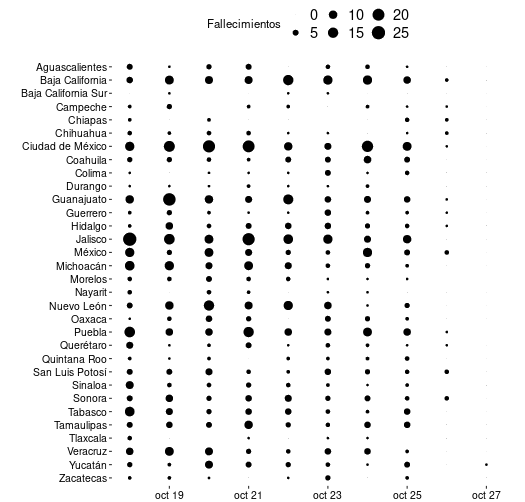 Fallecimientos
0 10 20
5 15 25
Aguascalientes
Baja California
Baja California Sur
Campeche
Chiapas
Chihuahua
Ciudad de México
Coahuila
Colima
Durango
Guanajuato
Guerrero
Hidalgo
Jalisco
México
Michoacán
Morelos
Nayarit
Nuevo León
Oaxaca
Puebla
Querétaro
Quintana Roo
San Luis Potosí
Sinaloa
Sonora
Tabasco
Tamaulipas
Tlaxcala
Veracruz
Yucatán
Zacatecas
oct 19 oct 21 oct 23 oct 25 oct 27